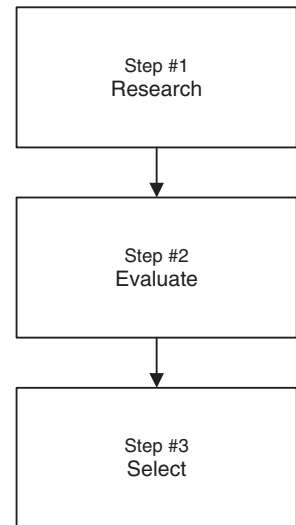 Step #1
Research
Step #2
Evaluate
Step #3
Select